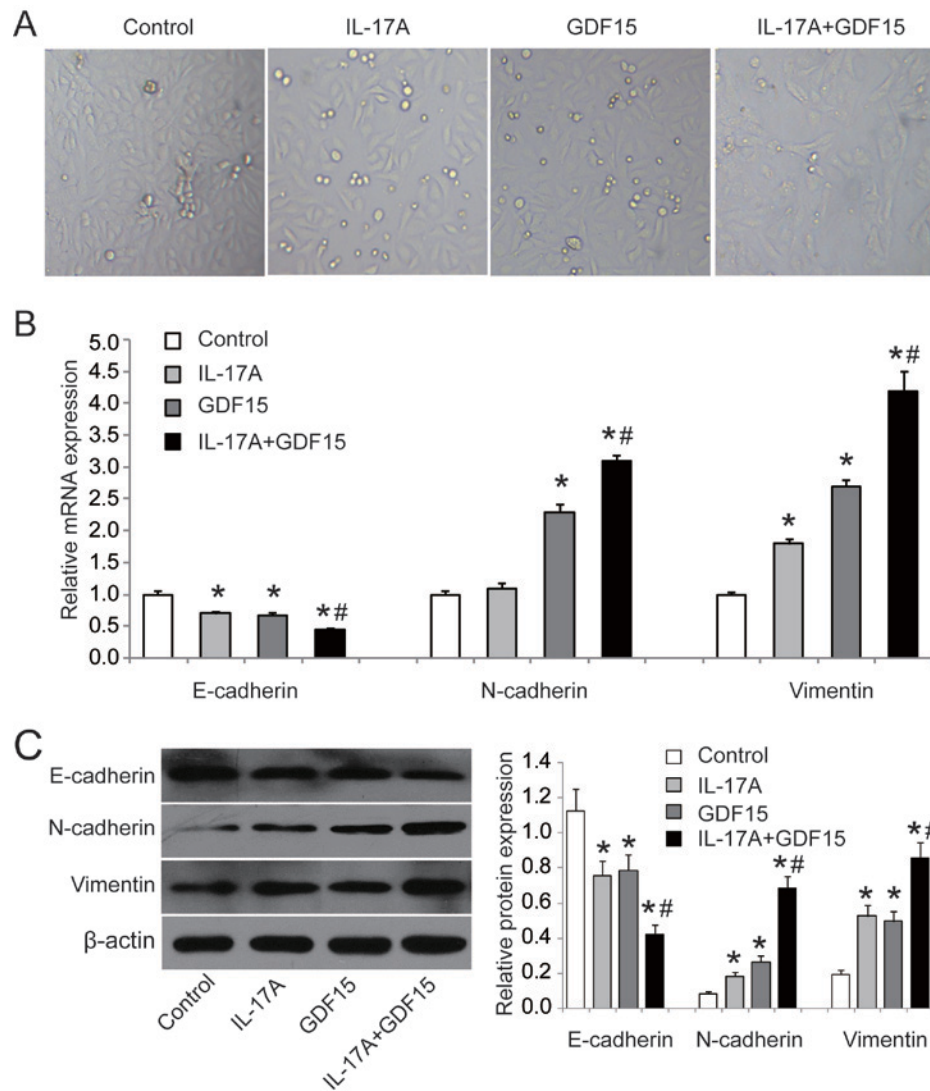 A
Control
IL-17A
GDF15
IL-17A+GDF15
B
Relative mRNA expression
5.0
4.5
4.0
3.5
3.0
2.5
2.0
1.5
1.0
0.5
0.0
Control
IL-17A
GDF15
IL-17A+GDF15
* * *#
* *#
* * *#
E-cadherin
N-cadherin
Vimentin
C
E-cadherin
N-cadherin
Vimentin
β-actin
Control
IL-17A
GDF15
IL-17A+GDF15
Relative protein expression
1.4
1.2
1.0
0.8
0.6
0.4
0.2
0.0
Control
IL-17A
GDF15
IL-17A+GDF15
* * *#
* * *#
* * *#
E-cadherin
N-cadherin
Vimentin